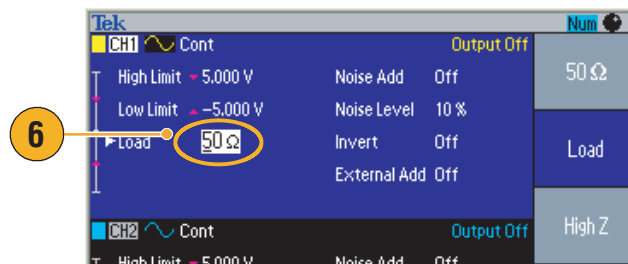 Tek Num
CH1 Cont Output Off
High Limit 5.000 V Noise Add Off
Low Limit −5.000 V Noise Level 10 %
Load 50 Ω Invert Off
External Add Off
6
50 Ω
Load
High Z
CH2 Cont Output Off
High Limit 5.000 V Noise Add Off